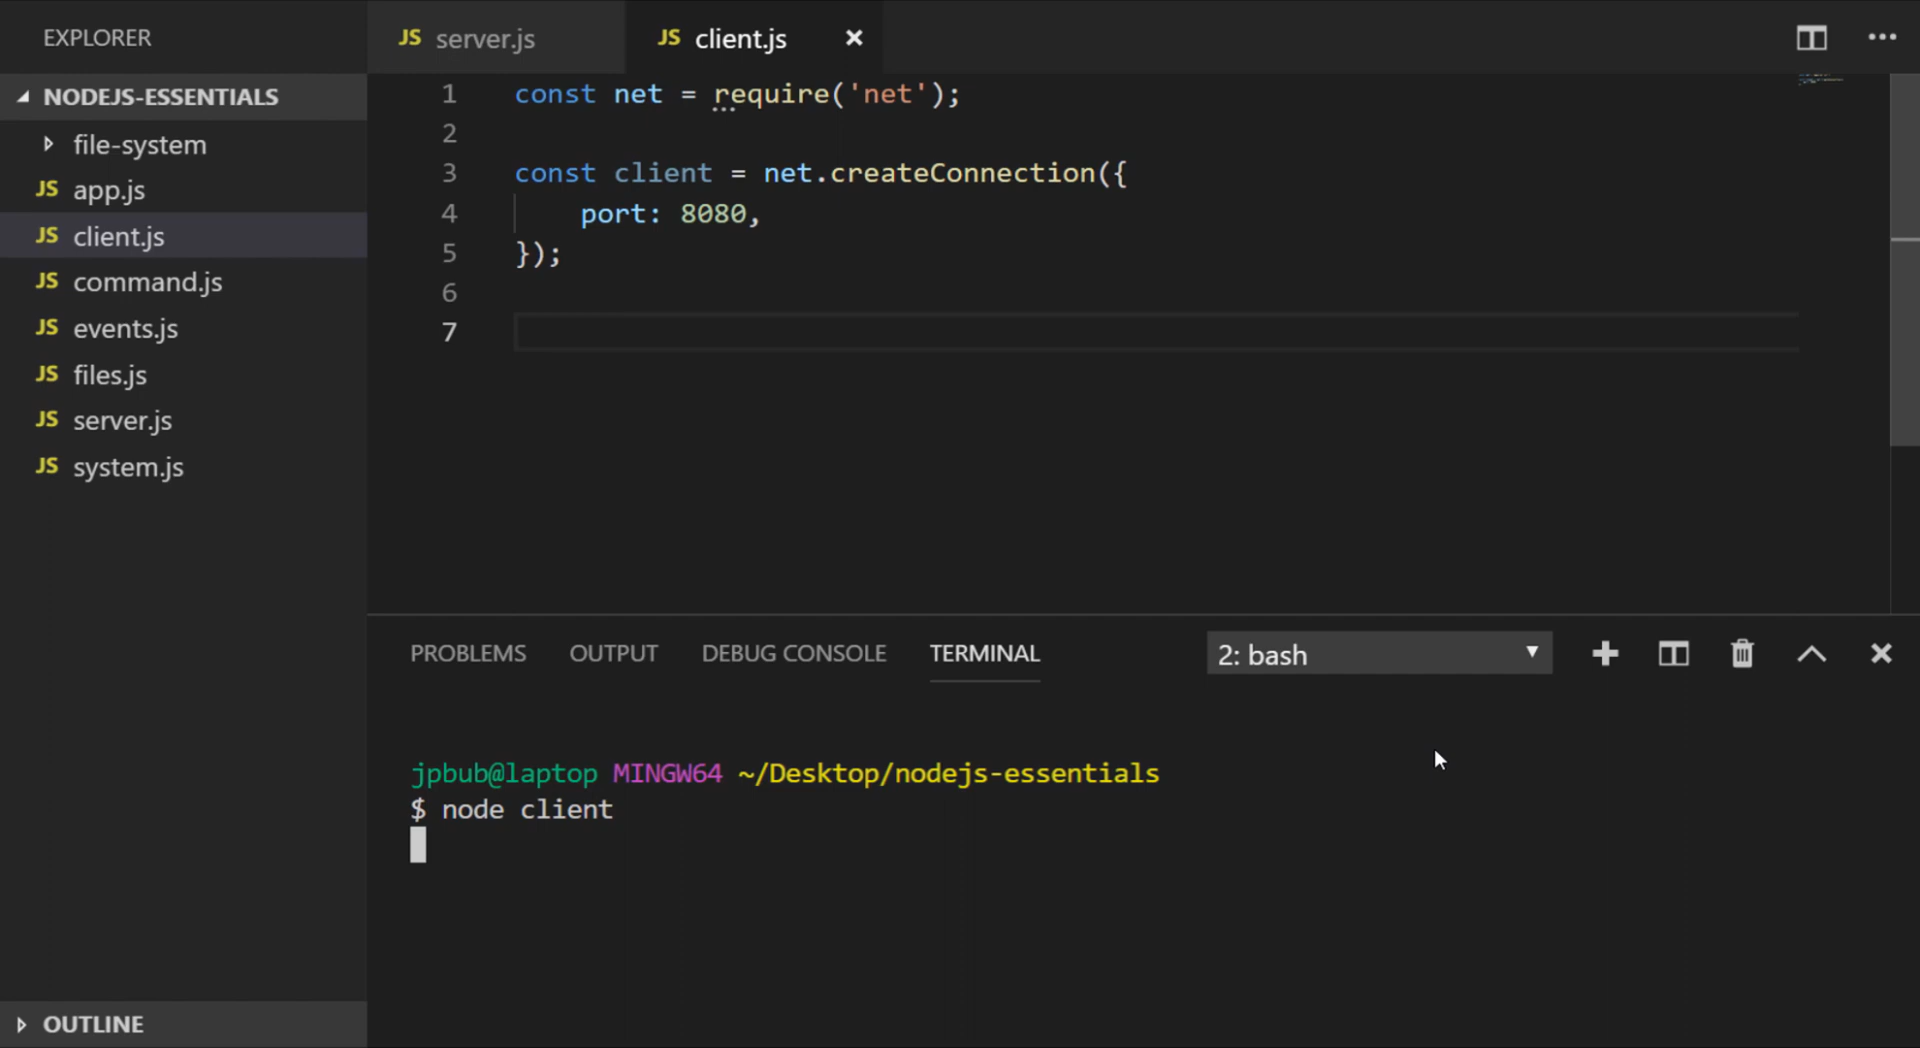 EXPLORER
NODEJS-ESSENTIALS
file-system
JS app.js
JS client.js
JS command.js
JS events.js
JS files.js
JS server.js
JS system.js
OUTLINE
JS server.js
JS client.js
1 const net = require('net');
2
3 const client = net.createConnection({
4 port: 8080,
5 });
6
7
PROBLEMS OUTPUT DEBUG CONSOLE TERMINAL 2: bash
jpbub@laptop MINGW64 ~/Desktop/nodejs-essentials
$ node client